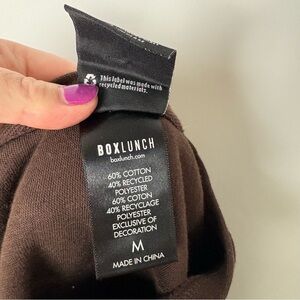 This label was made with
recycled materials.
BOXLUNCH
boxlunch.com
60% COTTON
40% RECYCLED
POLYESTER
60% COTON
40% RECYCLAGE
POLYESTER
EXCLUSIVE OF
DECORATION
M
MADE IN CHINA